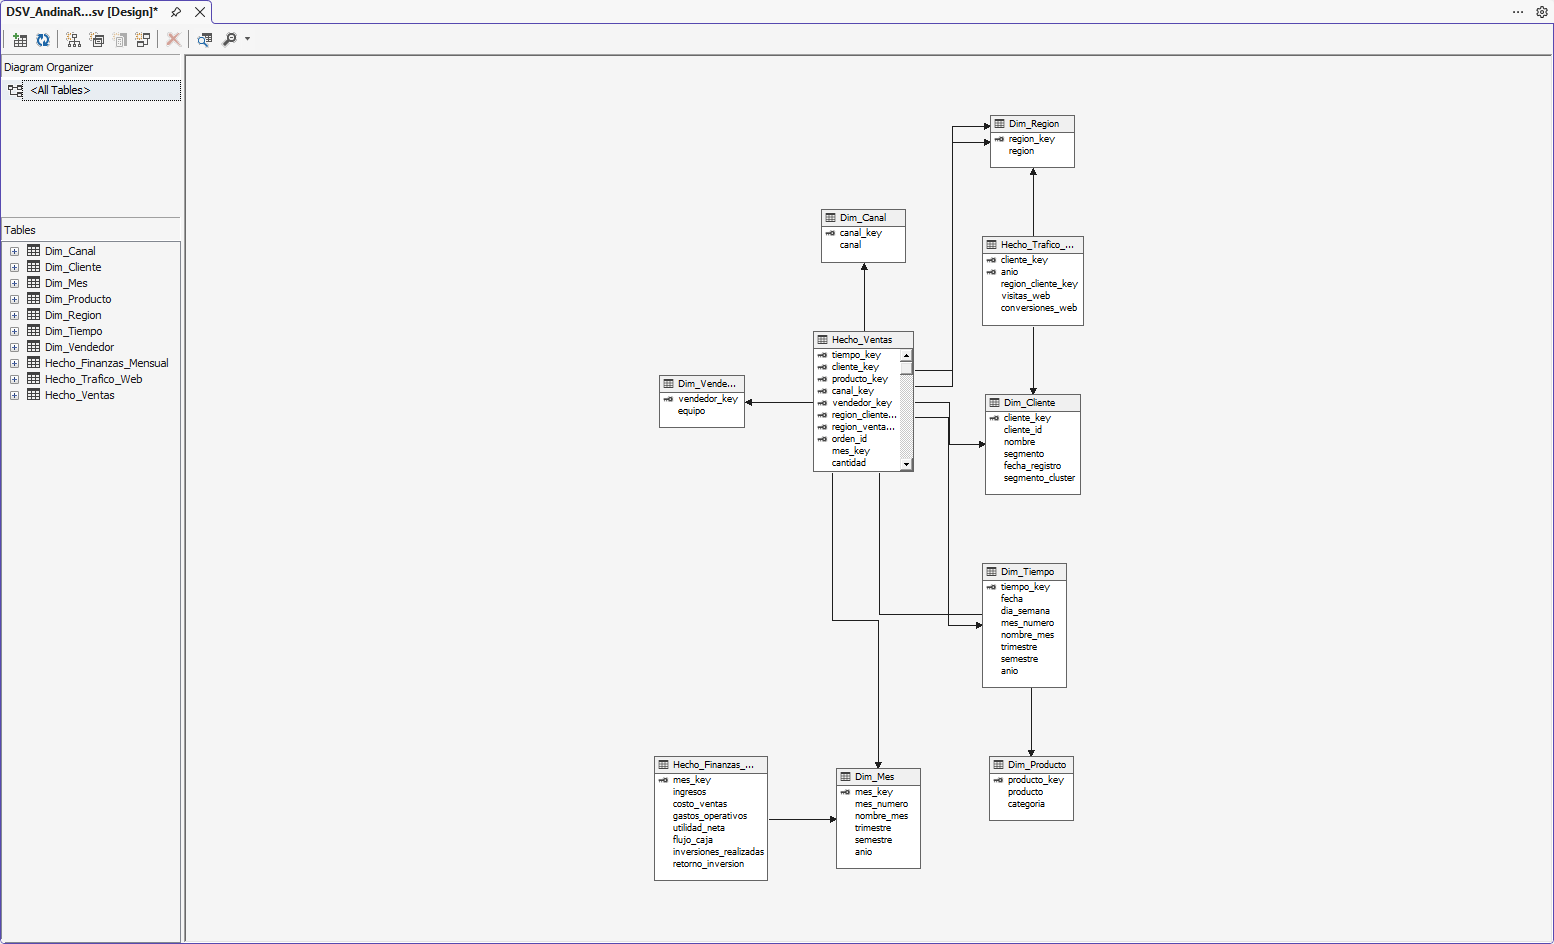 DSV_AndinaR...sv [Design]*
Diagram Organizer
<All Tables>
Tables
Dim_Canal
Dim_Cliente
Dim_Mes
Dim_Producto
Dim_Region
Dim_Tiempo
Dim_Vendedor
Hecho_Finanzas_Mensual
Hecho_Trafico_Web
Hecho_Ventas
Dim_Region
region_key
region
Dim_Canal
canal_key
canal
Hecho_Trafico_...
cliente_key
anio
region_cliente_key
visitas_web
conversiones_web
Hecho_Ventas
tiempo_key
cliente_key
producto_key
canal_key
vendedor_key
region_cliente...
region_venta...
orden_id
mes_key
cantidad
Dim_Vende...
vendedor_key
equipo
Dim_Cliente
cliente_key
cliente_id
nombre
segmento
fecha_registro
segmento_cluster
Dim_Tiempo
tiempo_key
fecha
dia_semana
mes_numero
nombre_mes
trimestre
semestre
anio
Hecho_Finanzas_...
mes_key
ingresos
costo_ventas
gastos_operativos
utilidad_neta
flujo_caja
inversiones_realizadas
retorno_inversion
Dim_Mes
mes_key
mes_numero
nombre_mes
trimestre
semestre
anio
Dim_Producto
producto_key
producto
categoria